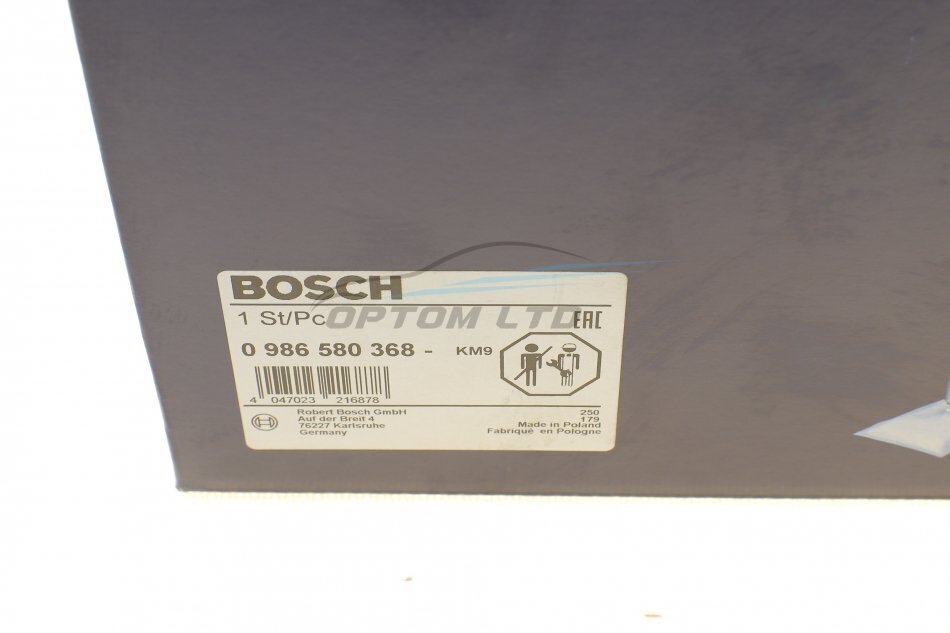 BOSCH
1 St/Pc
OPTOM LTD
EAC
0 986 580 368 - KM9
4 047023 216878
Robert Bosch GmbH
Auf der Breit 4
76227 Karlsruhe
Germany
250
179
Made in Poland
Fabriqué en Pologne